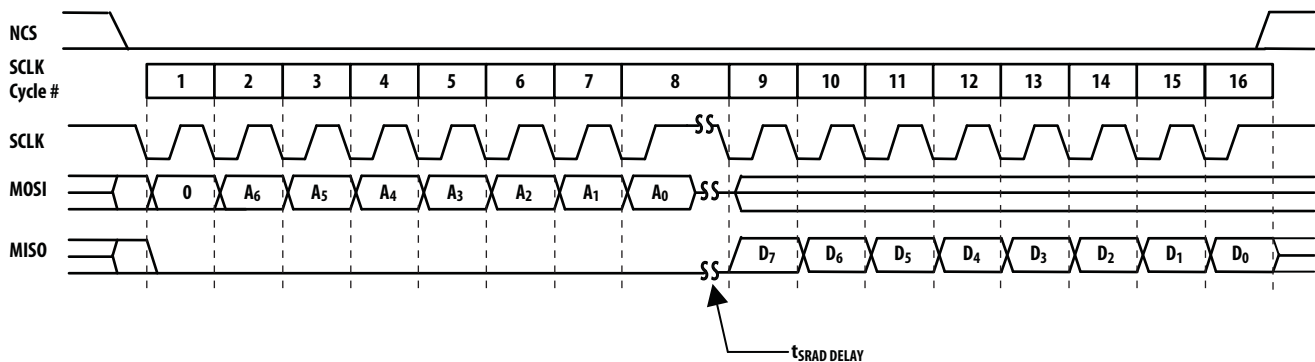 NCS
SCLK
Cycle #
1 2 3 4 5 6 7 8 9 10 11 12 13 14 15 16
SCLK
MOSI 0 A6 A5 A4 A3 A2 A1 A0
MISO D7 D6 D5 D4 D3 D2 D1 D0
tSRAD DELAY